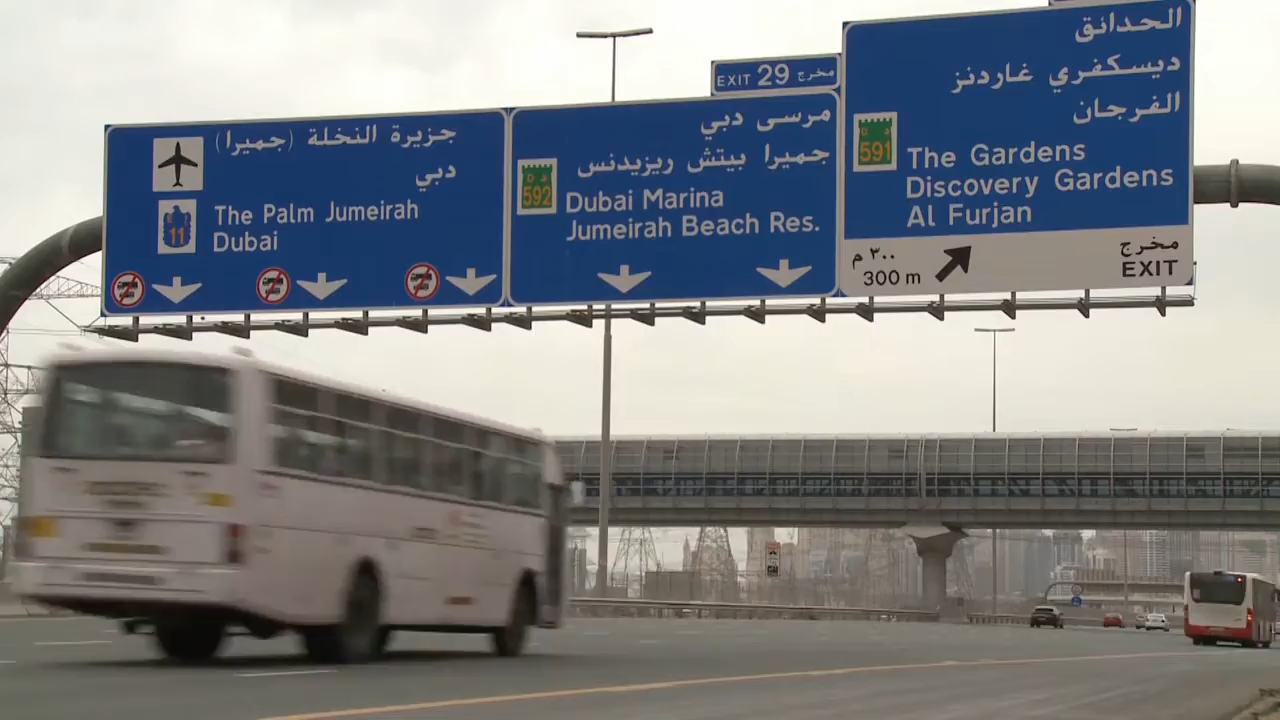 جزيرة النخلة (جميرا)
دبي
11
The Palm Jumeirah
Dubai
EXIT 29 مخرج
مرسى دبي
جميرا بيتش ريزيدنس
د د
592
Dubai Marina
Jumeirah Beach Res.
الحدائق
ديسكفري غاردنز
الفرجان
د د
591
The Gardens
Discovery Gardens
Al Furjan
٣٠٠ م
300 m
مخرج
EXIT